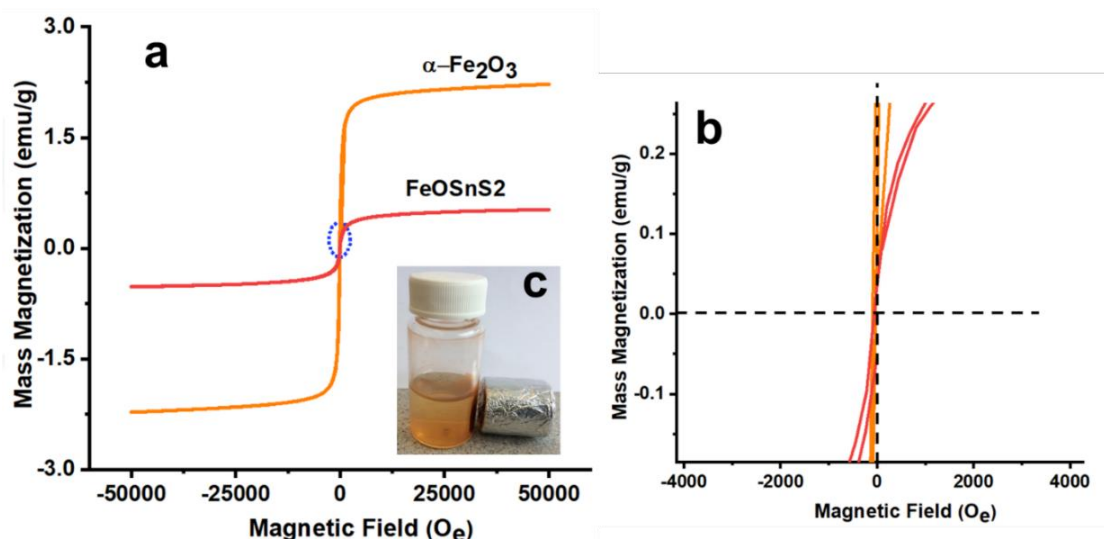 a
3.0
1.5
0.0
-1.5
-3.0
Mass Magnetization (emu/g)
α–Fe₂O₃
FeOSnS2
c
-50000 -25000 0 25000 50000
Magnetic Field (Oₑ)
b
0.2
0.1
0.0
-0.1
Mass Magnetization (emu/g)
-4000 -2000 0 2000 4000
Magnetic Field (Oₑ)